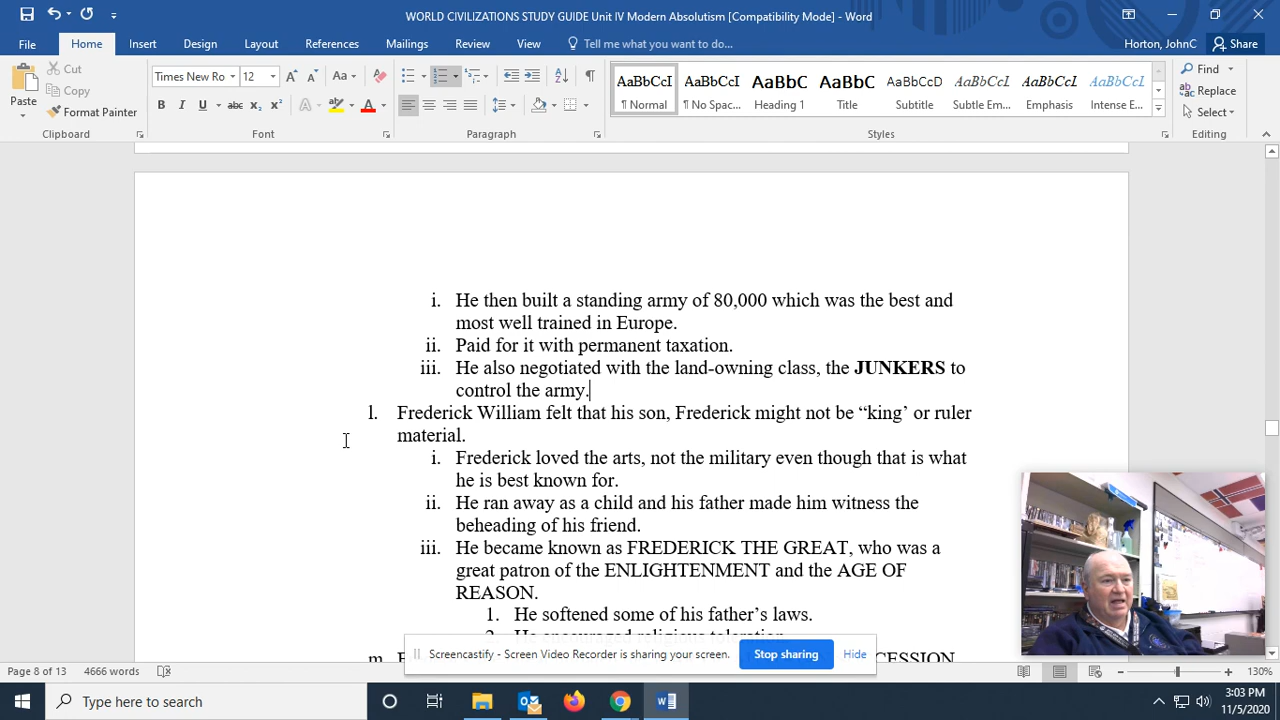 WORLD CIVILIZATIONS STUDY GUIDE Unit IV Modern Absolutism [Compatibility Mode] - Word
File Home Insert Design Layout References Mailings Review View Tell me what you want to do... Horton, JohnC Share
Paste Cut Copy Format Painter
Times New Ro 12
AaBbCcI AaBbCcI AaBbC AaBbC AaBbCcD AaBbCcI AaBbCcI AaBbCcI
¶ Normal ¶ No Spac... Heading 1 Title Subtitle Subtle Em... Emphasis Intense E...
Find Replace Select
Clipboard Font Paragraph Styles Editing
i. He then built a standing army of 80,000 which was the best and
most well trained in Europe.
ii. Paid for it with permanent taxation.
iii. He also negotiated with the land-owning class, the JUNKERS to
control the army.
l. Frederick William felt that his son, Frederick might not be “king’ or ruler
material.
i. Frederick loved the arts, not the military even though that is what
he is best known for.
ii. He ran away as a child and his father made him witness the
beheading of his friend.
iii. He became known as FREDERICK THE GREAT, who was a
great patron of the ENLIGHTENMENT and the AGE OF
REASON.
1. He softened some of his father’s laws.
2. He encouraged religious toleration.
m.
Screencastify - Screen Video Recorder is sharing your screen. Stop sharing Hide
Page 8 of 13 4666 words 130%
Type here to search
3:03 PM
11/5/2020